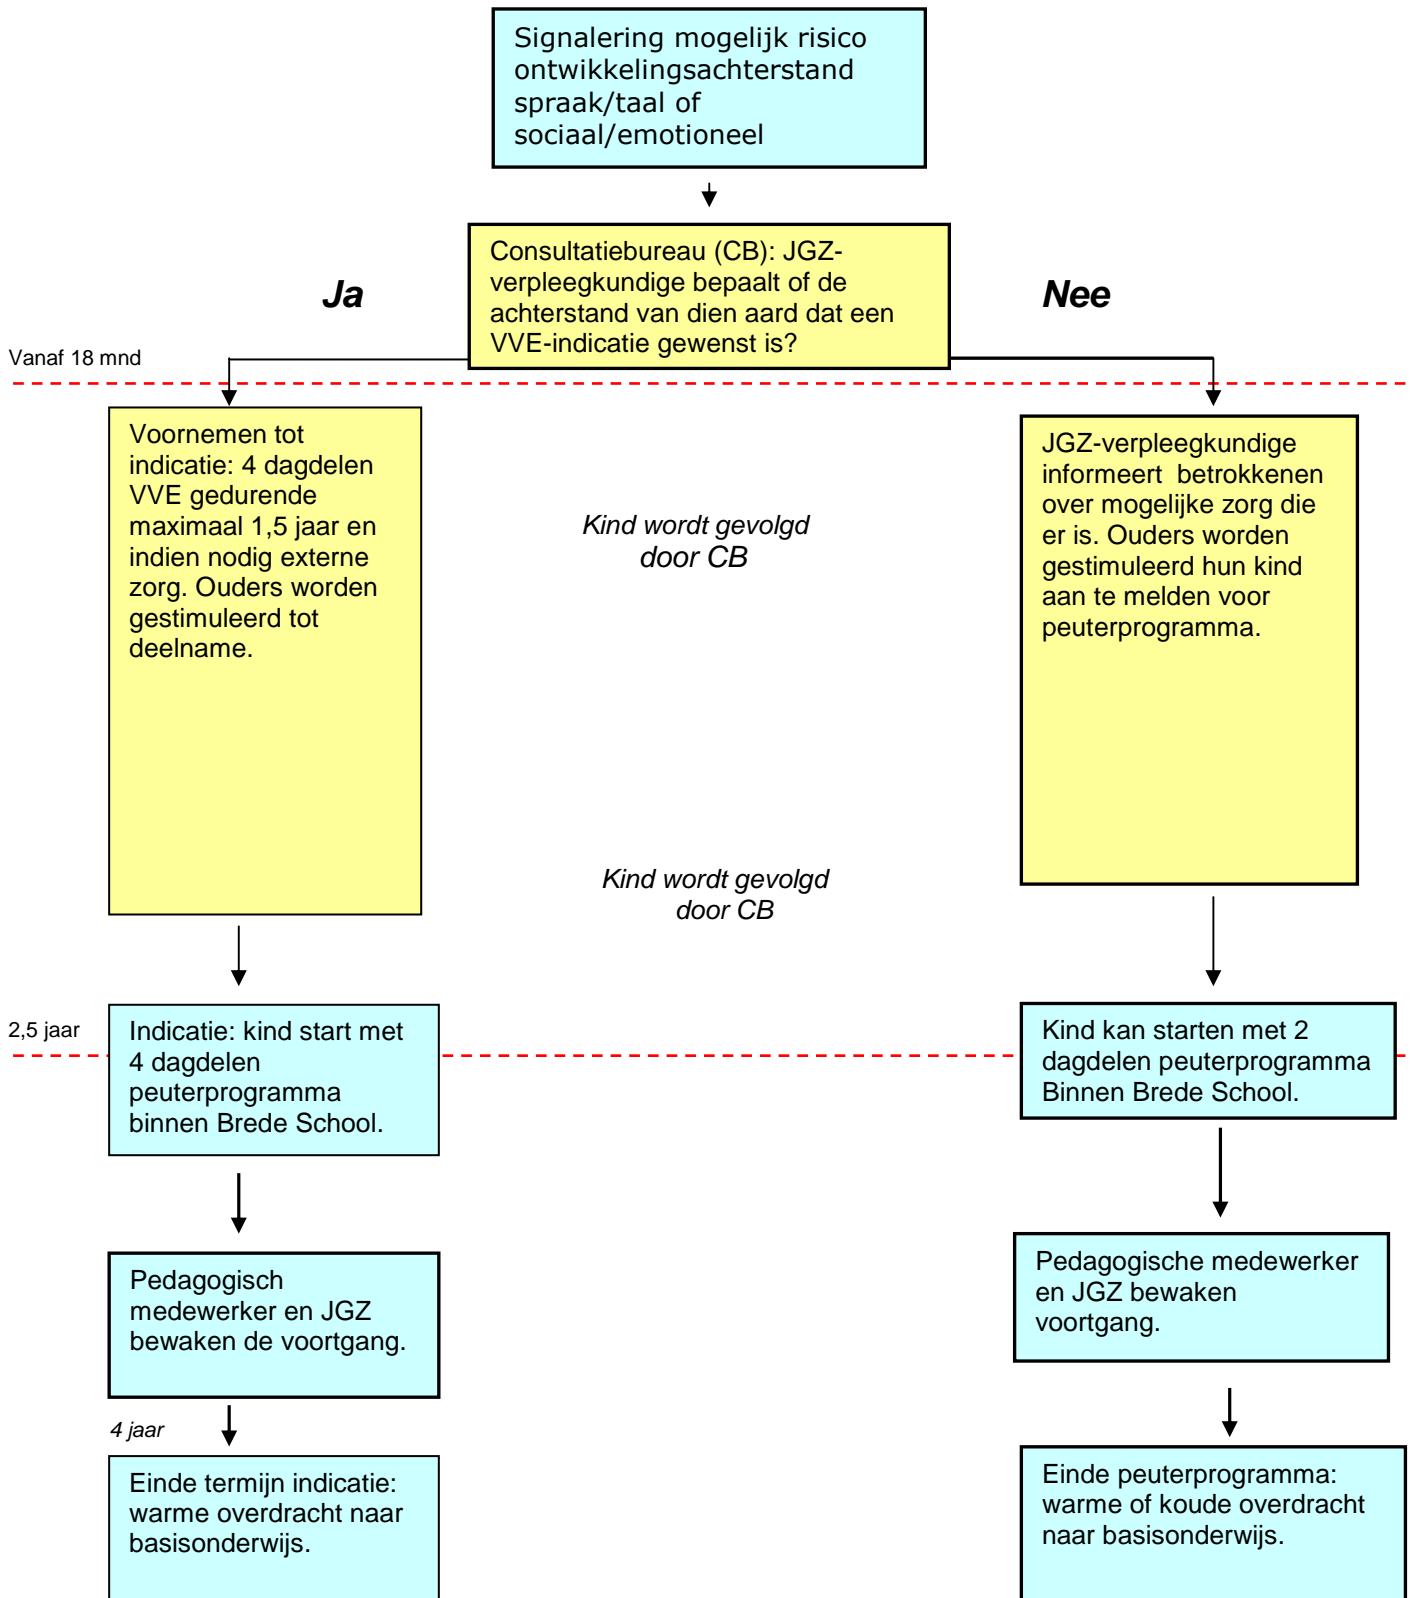 Signalering mogelijk risico
ontwikkelingsachterstand
spraak/taal of
sociaal/emotioneel
Consultatiebureau (CB): JGZ-
verpleegkundige bepaalt of de
achterstand van dien aard dat een
VVE-indicatie gewenst is?
Ja
Nee
Vanaf 18 mnd
Voornemen tot
indicatie: 4 dagdelen
VVE gedurende
maximaal 1,5 jaar en
indien nodig externe
zorg. Ouders worden
gestimuleerd tot
deelname.
Kind wordt gevolgd
door CB
JGZ-verpleegkundige
informeert betrokkenen
over mogelijke zorg die
er is. Ouders worden
gestimuleerd hun kind
aan te melden voor
peuterprogramma.
Kind wordt gevolgd
door CB
2,5 jaar
Indicatie: kind start met
4 dagdelen
peuterprogramma
binnen Brede School.
Kind kan starten met 2
dagdelen peuterprogramma
Binnen Brede School.
Pedagogisch
medewerker en JGZ
bewaken de voortgang.
Pedagogische medewerker
en JGZ bewaken
voortgang.
4 jaar
Einde termijn indicatie:
warme overdracht naar
basisonderwijs.
Einde peuterprogramma:
warme of koude overdracht
naar basisonderwijs.